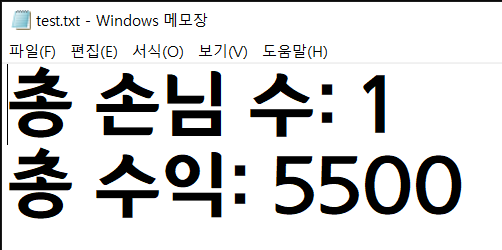 test.txt - Windows 메모장
파일(F) 편집(E) 서식(O) 보기(V) 도움말(H)
총 손님 수: 1
총 수익: 5500